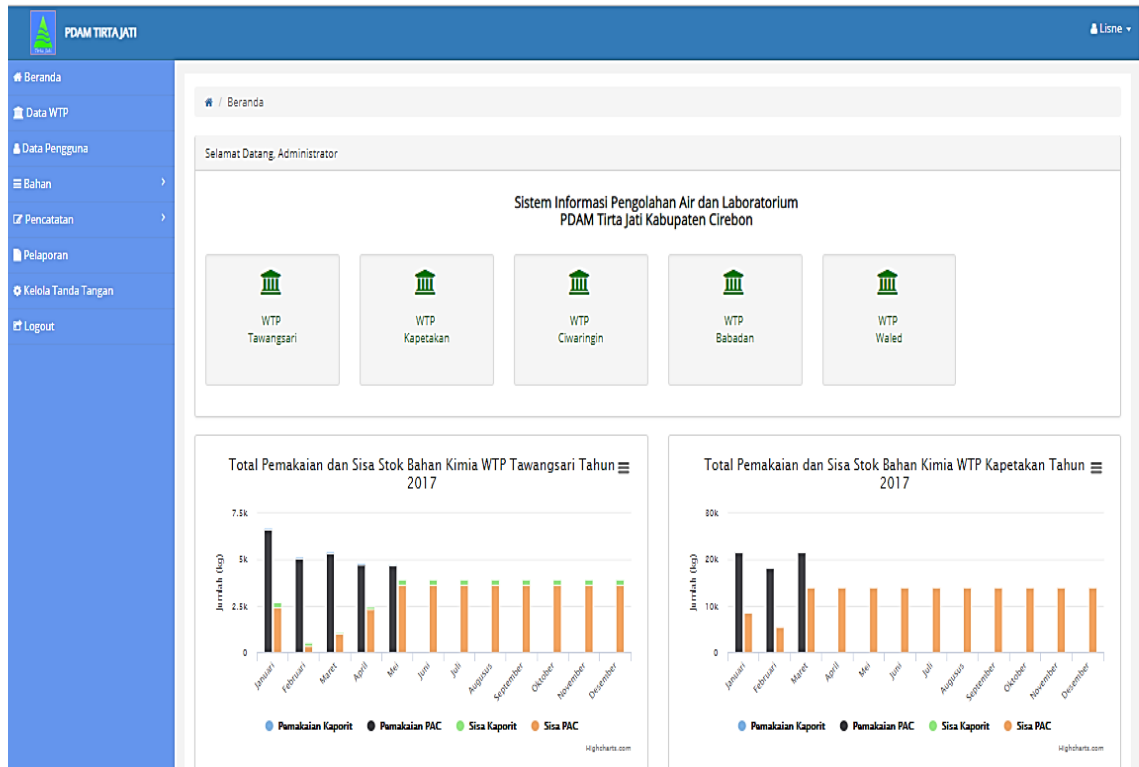 PDAM TIRTA JATI
Lisne
Beranda
Data WTP
Data Pengguna
Bahan
Pencatatan
Pelaporan
Kelola Tanda Tangan
Logout
/ Beranda
Selamat Datang, Administrator
Sistem Informasi Pengolahan Air dan Laboratorium
PDAM Tirta Jati Kabupaten Cirebon
WTP
Tawangsari
WTP
Kapetakan
WTP
Ciwaringin
WTP
Babadan
WTP
Waled
Total Pemakaian dan Sisa Stok Bahan Kimia WTP Tawangsari Tahun
2017
Jumlah (kg)
7.5k
5k
2.5k
0
Januari
Februari
Maret
April
Mei
Juni
Juli
Augusus
September
Oktober
November
Desember
Pemakaian Kaporit
Pemakaian PAC
Sisa Kaporit
Sisa PAC
Highcharts.com
Total Pemakaian dan Sisa Stok Bahan Kimia WTP Kapetakan Tahun
2017
Jumlah (kg)
30k
20k
10k
0
Januari
Februari
Maret
April
Mei
Juni
Juli
Augusus
September
Oktober
November
Desember
Pemakaian Kaporit
Pemakaian PAC
Sisa Kaporit
Sisa PAC
Highcharts.com